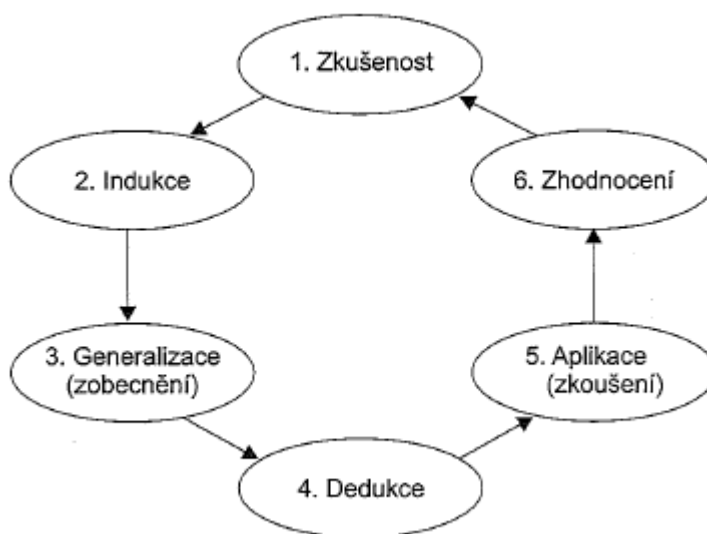 1. Zkušenost
2. Indukce
3. Generalizace
(zobecnění)
4. Dedukce
5. Aplikace
(zkoušení)
6. Zhodnocení